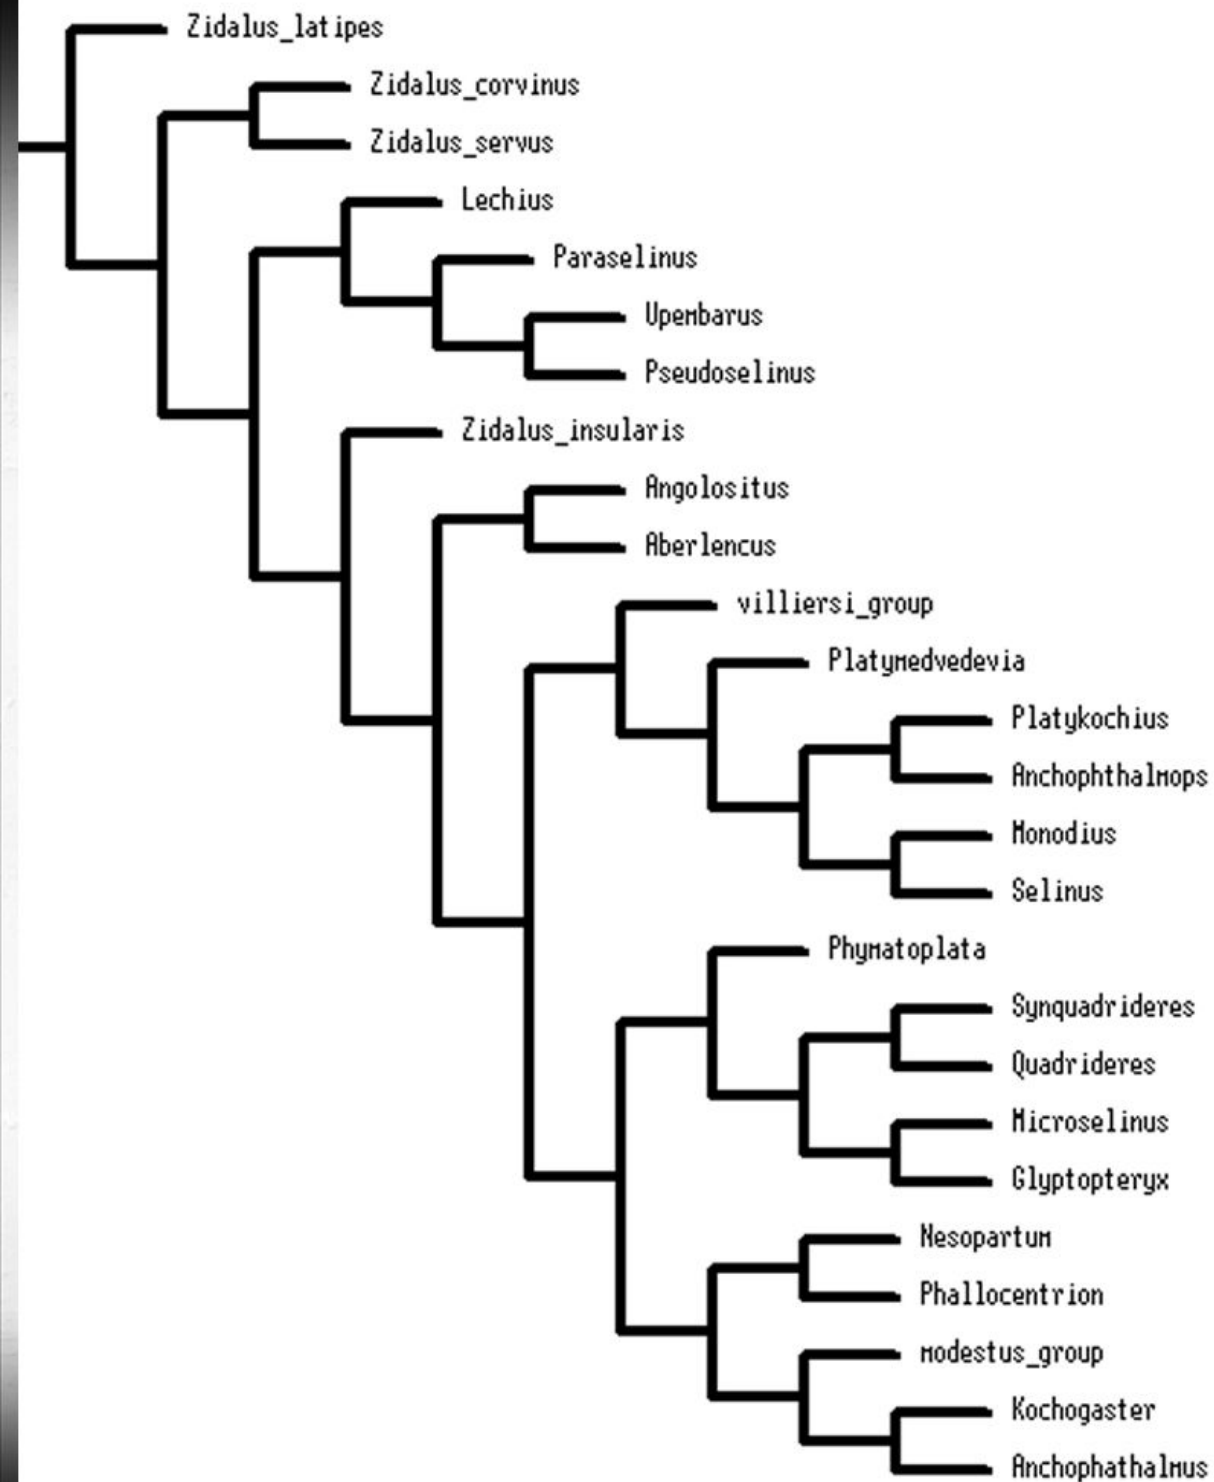 Zidalus_latipes
Zidalus_corvinus
Zidalus_servus
Lechius
Paraselinus
Upembarus
Pseudoselinus
Zidalus_insularis
Angolositus
Aberlencus
villiersi_group
Platymedvedevia
Platykochius
Anchophthalmops
Monodius
Selinus
Phymatoplata
Synquadrideres
Quadrideres
Microselinus
Glyptopteryx
Nesopartum
Phallocentrion
modestus_group
Kochogaster
Anchophathalmus